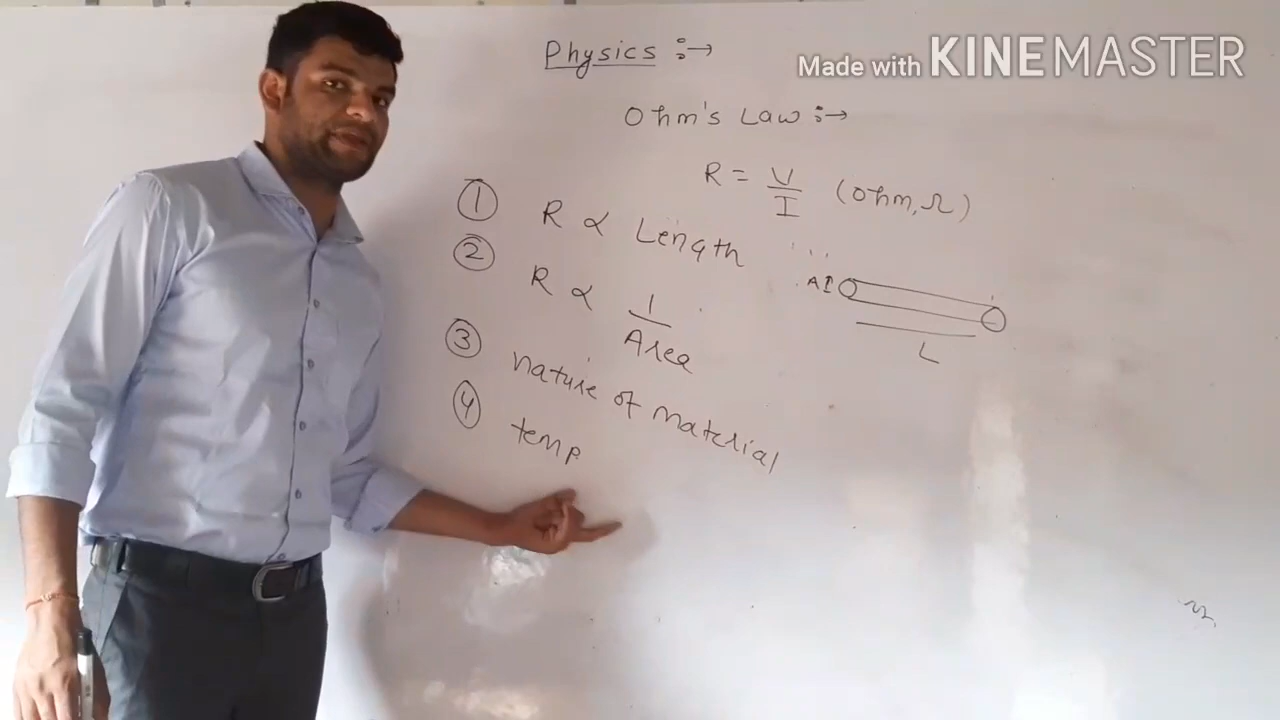 Physics :→
Made with KINEMASTER
Ohm's Law :→
R = V/I (ohm, Ω)
① R ∝ Length
② R ∝ 1/Area
A↕
L
③ nature of material
④ temp